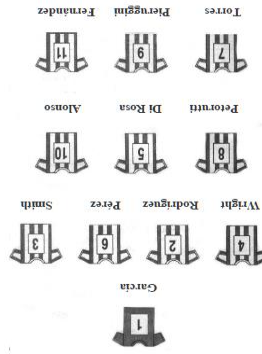 1
Garcia
4 2 6 3
Wright Rodriguez Pérez Smith
8 5 10
Petorutti Di Rosa Alonso
7 9 11
Torres Pieruggini Fernández